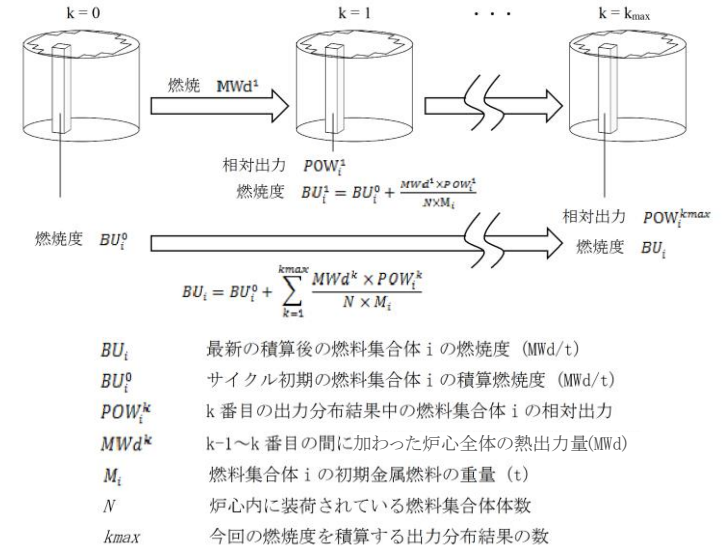 k = 0 k = 1 ・・・ k = kmax
燃焼 MWd¹
相対出力 POWᵢ¹
燃焼度 BUᵢ¹ = BUᵢ⁰ + (MWd¹×POWᵢ¹)/(N×Mᵢ)
相対出力 POWᵢᵏᵐᵃˣ
燃焼度 BUᵢ⁰
燃焼度 BUᵢ
BUᵢ = BUᵢ⁰ + ∑_{k=1}^{kmax} (MWdᵏ × POWᵢᵏ)/(N × Mᵢ)
BUᵢ 最新の積算後の燃料集合体 i の燃焼度 (MWd/t)
BUᵢ⁰ サイクル初期の燃料集合体 i の積算燃焼度 (MWd/t)
POWᵢᵏ k 番目の出力分布結果中の燃料集合体 i の相対出力
MWdᵏ k-1～k 番目の間に加わった炉心全体の熱出力量(MWd)
Mᵢ 燃料集合体 i の初期金属燃料の重量 (t)
N 炉心内に装荷されている燃料集合体体数
kmax 今回の燃焼度を積算する出力分布結果の数